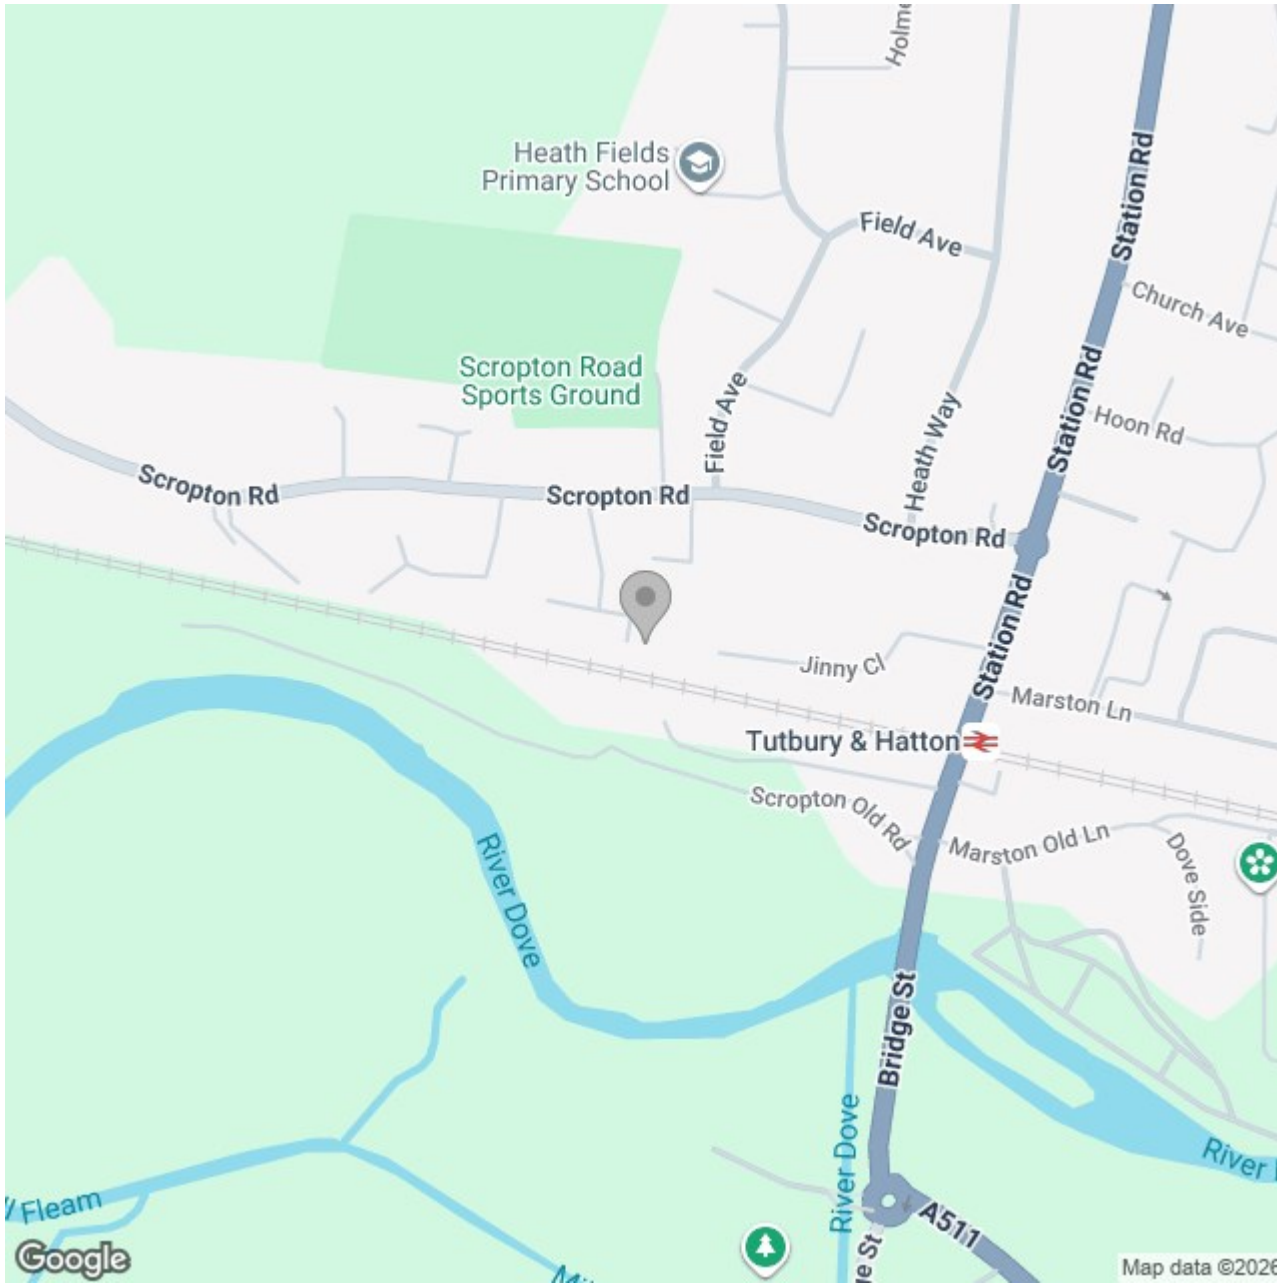 Holme
Heath Fields
Primary School
Field Ave
Station Rd
Church Ave
Scropton Road
Sports Ground
Field Ave
Heath Way
Station Rd
Hoon Rd
Scropton Rd
Scropton Rd
Scropton Rd
Station Rd
Jinny Cl
Marston Ln
Tutbury & Hatton
Scropton Old Rd
Marston Old Ln
Dove Side
River Dove
Bridge St
River Dove
River
Fleam
A511
Google
Map data ©2026